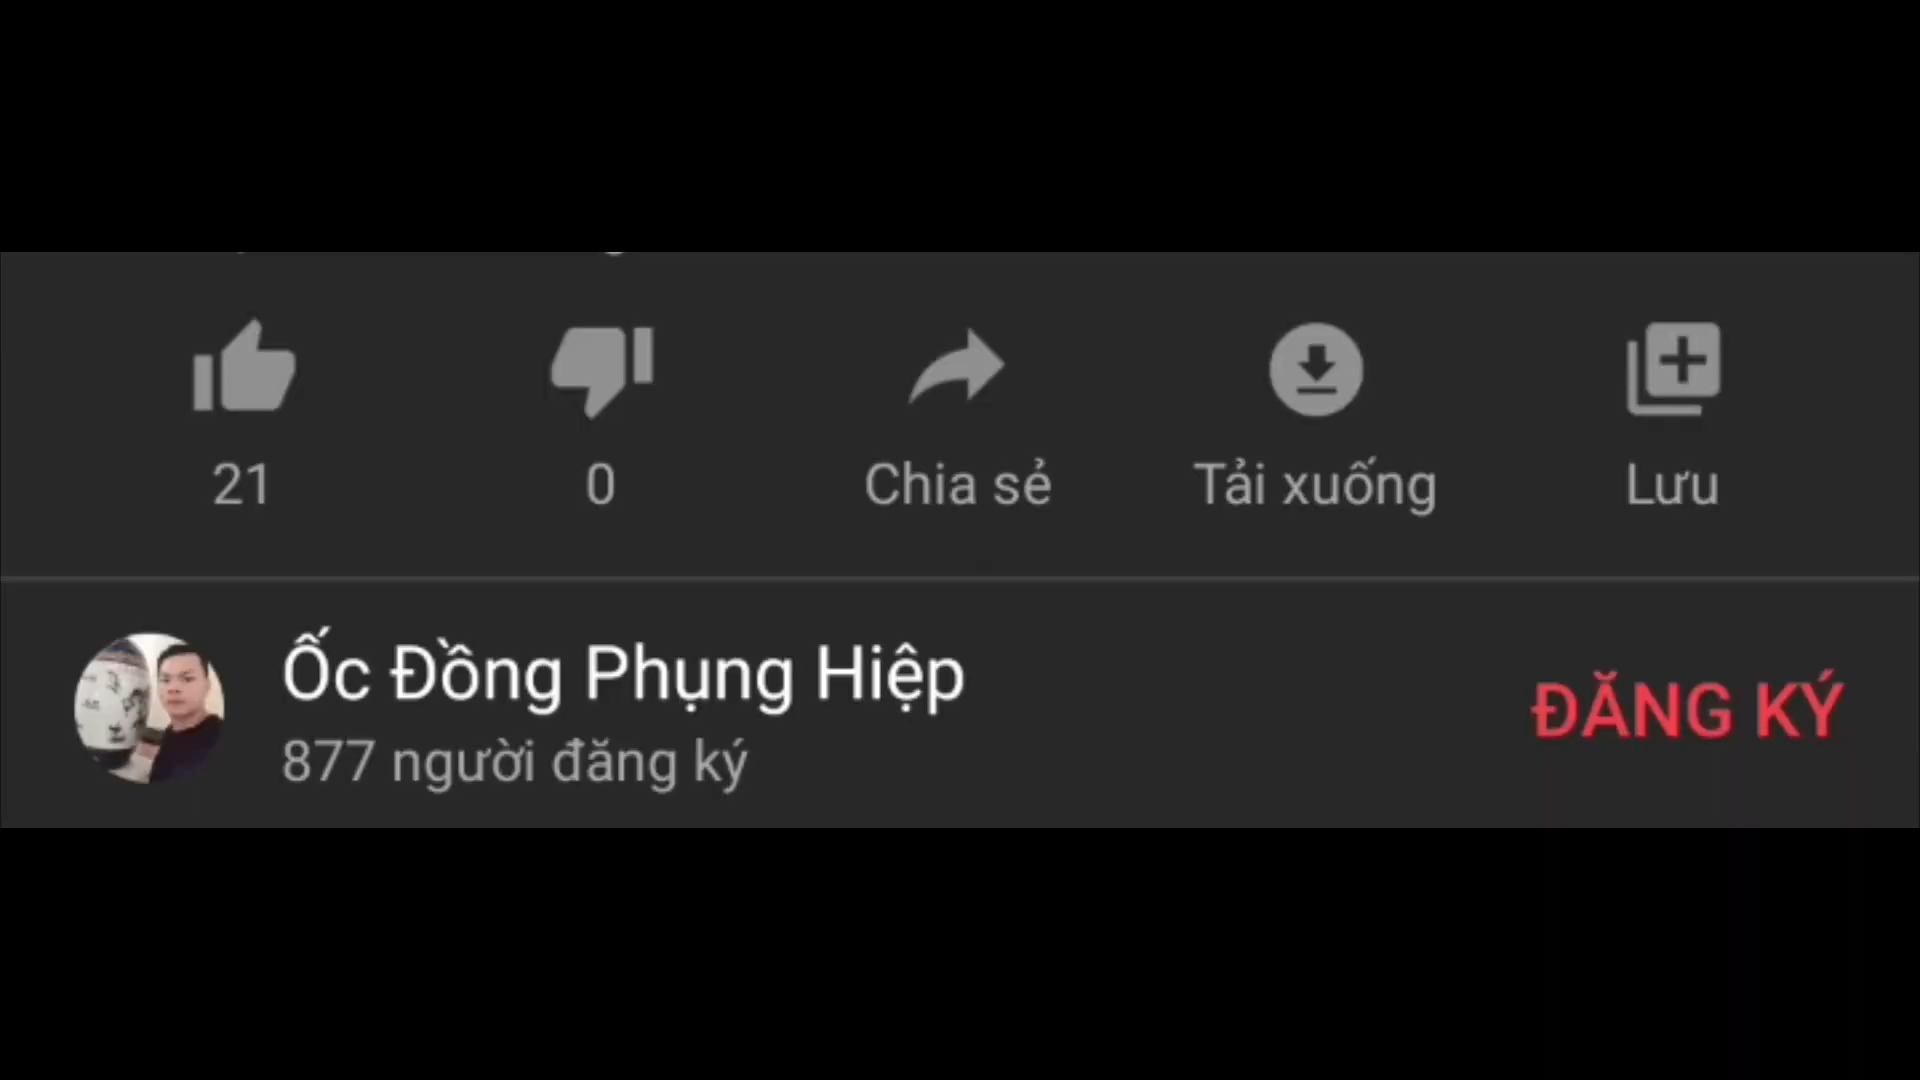 21
0
Chia sẻ
Tải xuống
Lưu
Ốc Đồng Phụng Hiệp
877 người đăng ký
ĐĂNG KÝ